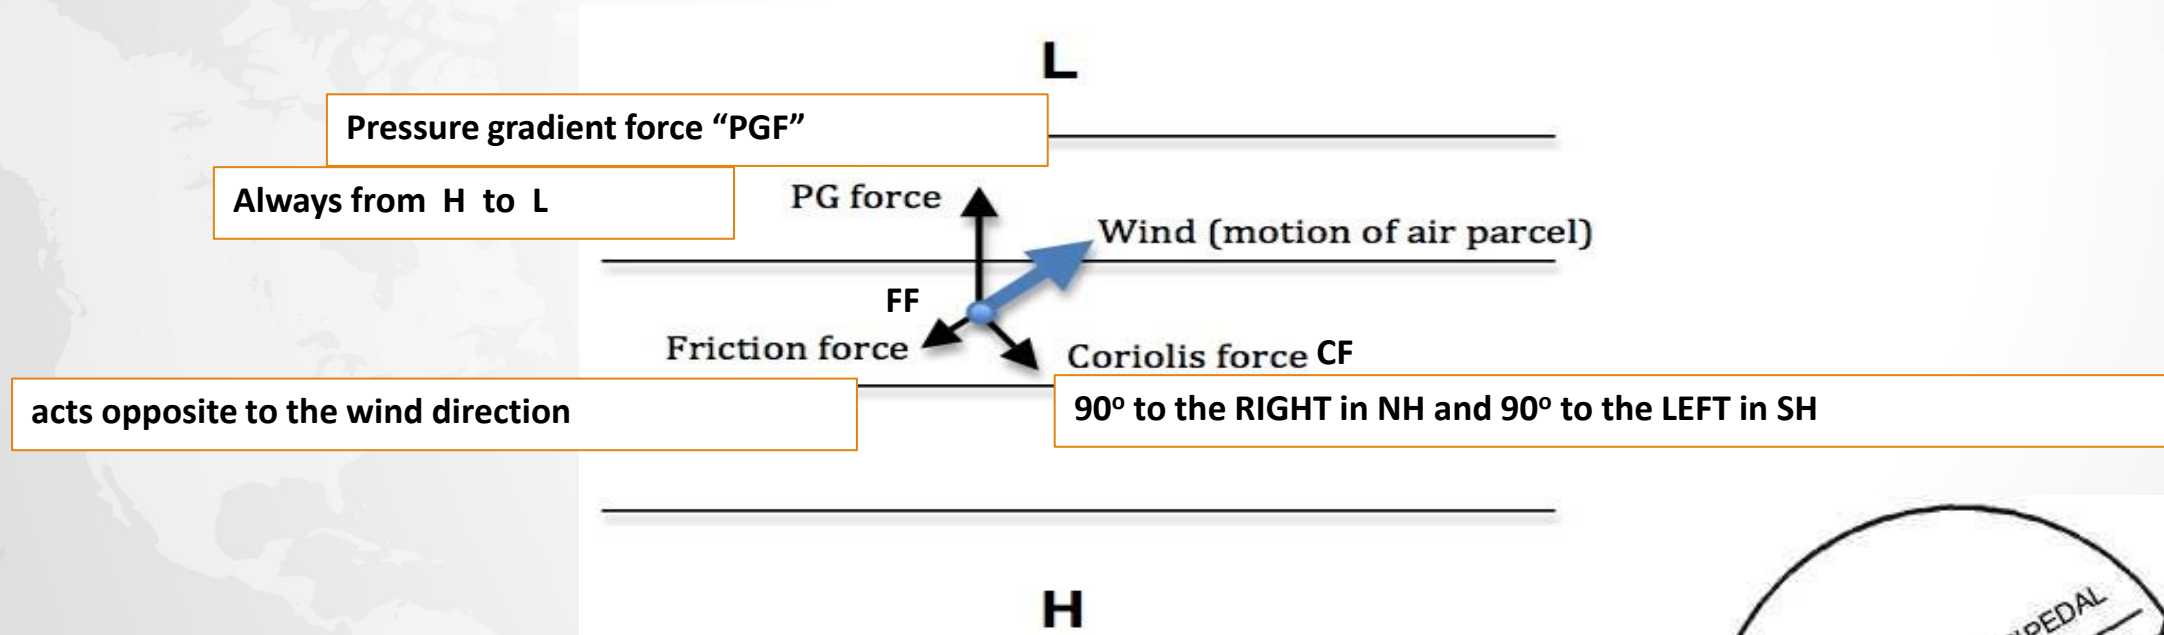 L
Pressure gradient force “PGF”
Always from H to L
PG force
Wind (motion of air parcel)
FF
Friction force
Coriolis force CF
acts opposite to the wind direction
90º to the RIGHT in NH and 90º to the LEFT in SH
H